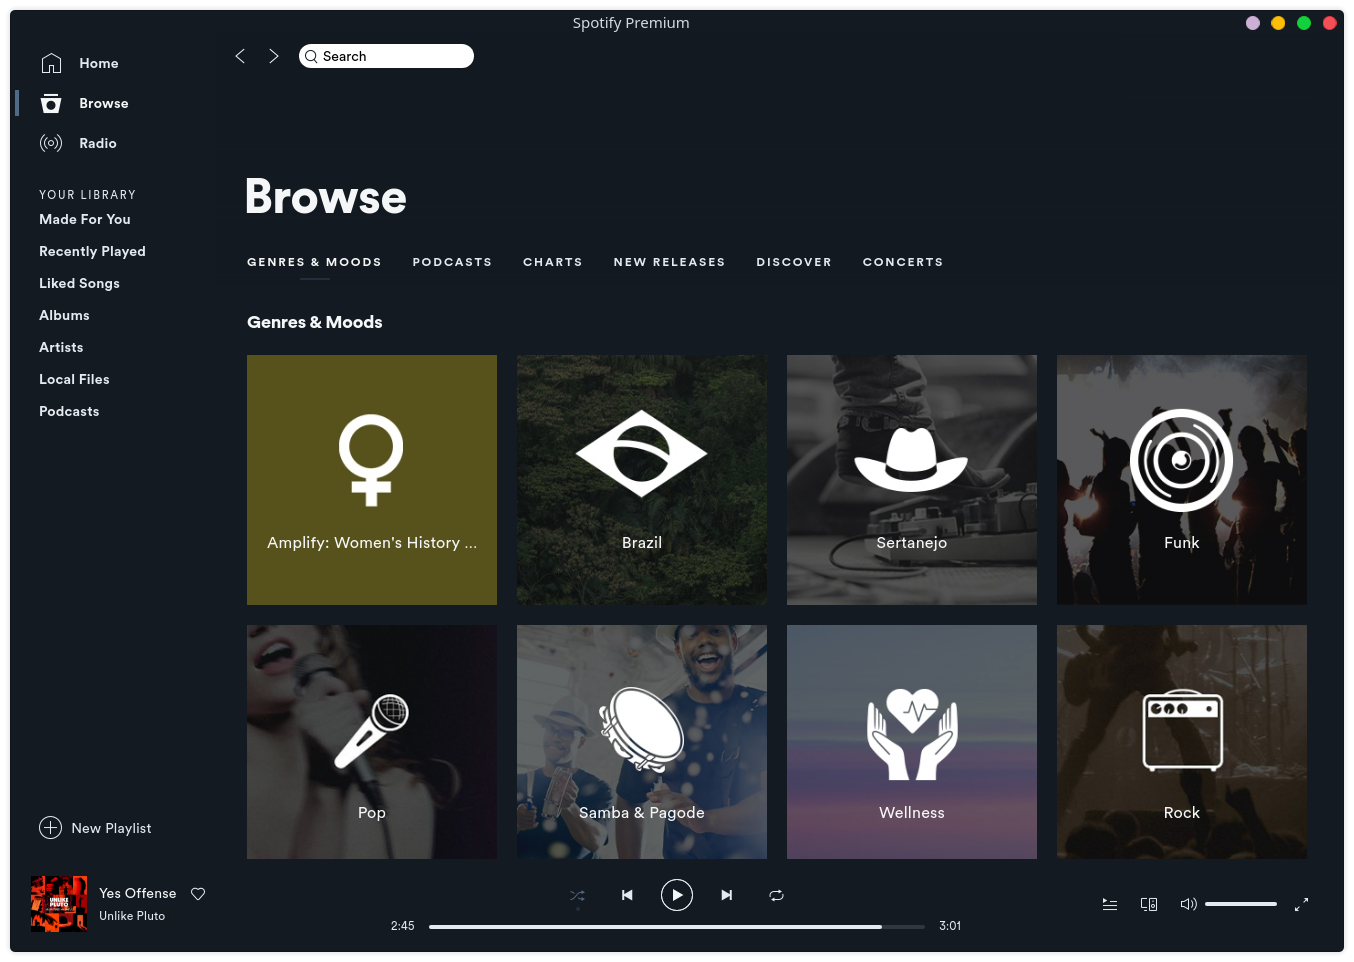 Spotify Premium
Home
Search
Browse
Radio
YOUR LIBRARY
Made For You
Recently Played
Liked Songs
Albums
Artists
Local Files
Podcasts
Browse
GENRES & MOODS PODCASTS CHARTS NEW RELEASES DISCOVER CONCERTS
Genres & Moods
Amplify: Women's History ...
Brazil
Sertanejo
Funk
Pop
Samba & Pagode
Wellness
Rock
New Playlist
UNLIKE
PLUTO
Yes Offense
Unlike Pluto
2:45
3:01